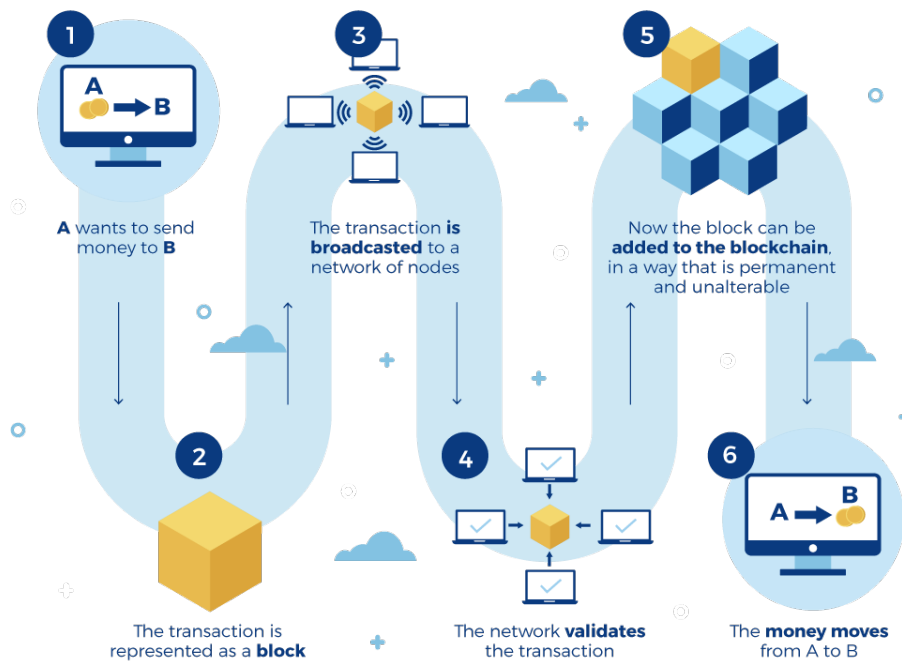 1
A
B
A wants to send
money to B
2
The transaction is
represented as a block
3
The transaction is
broadcasted to a
network of nodes
4
The network validates
the transaction
5
Now the block can be
added to the blockchain,
in a way that is permanent
and unalterable
6
A
B
The money moves
from A to B